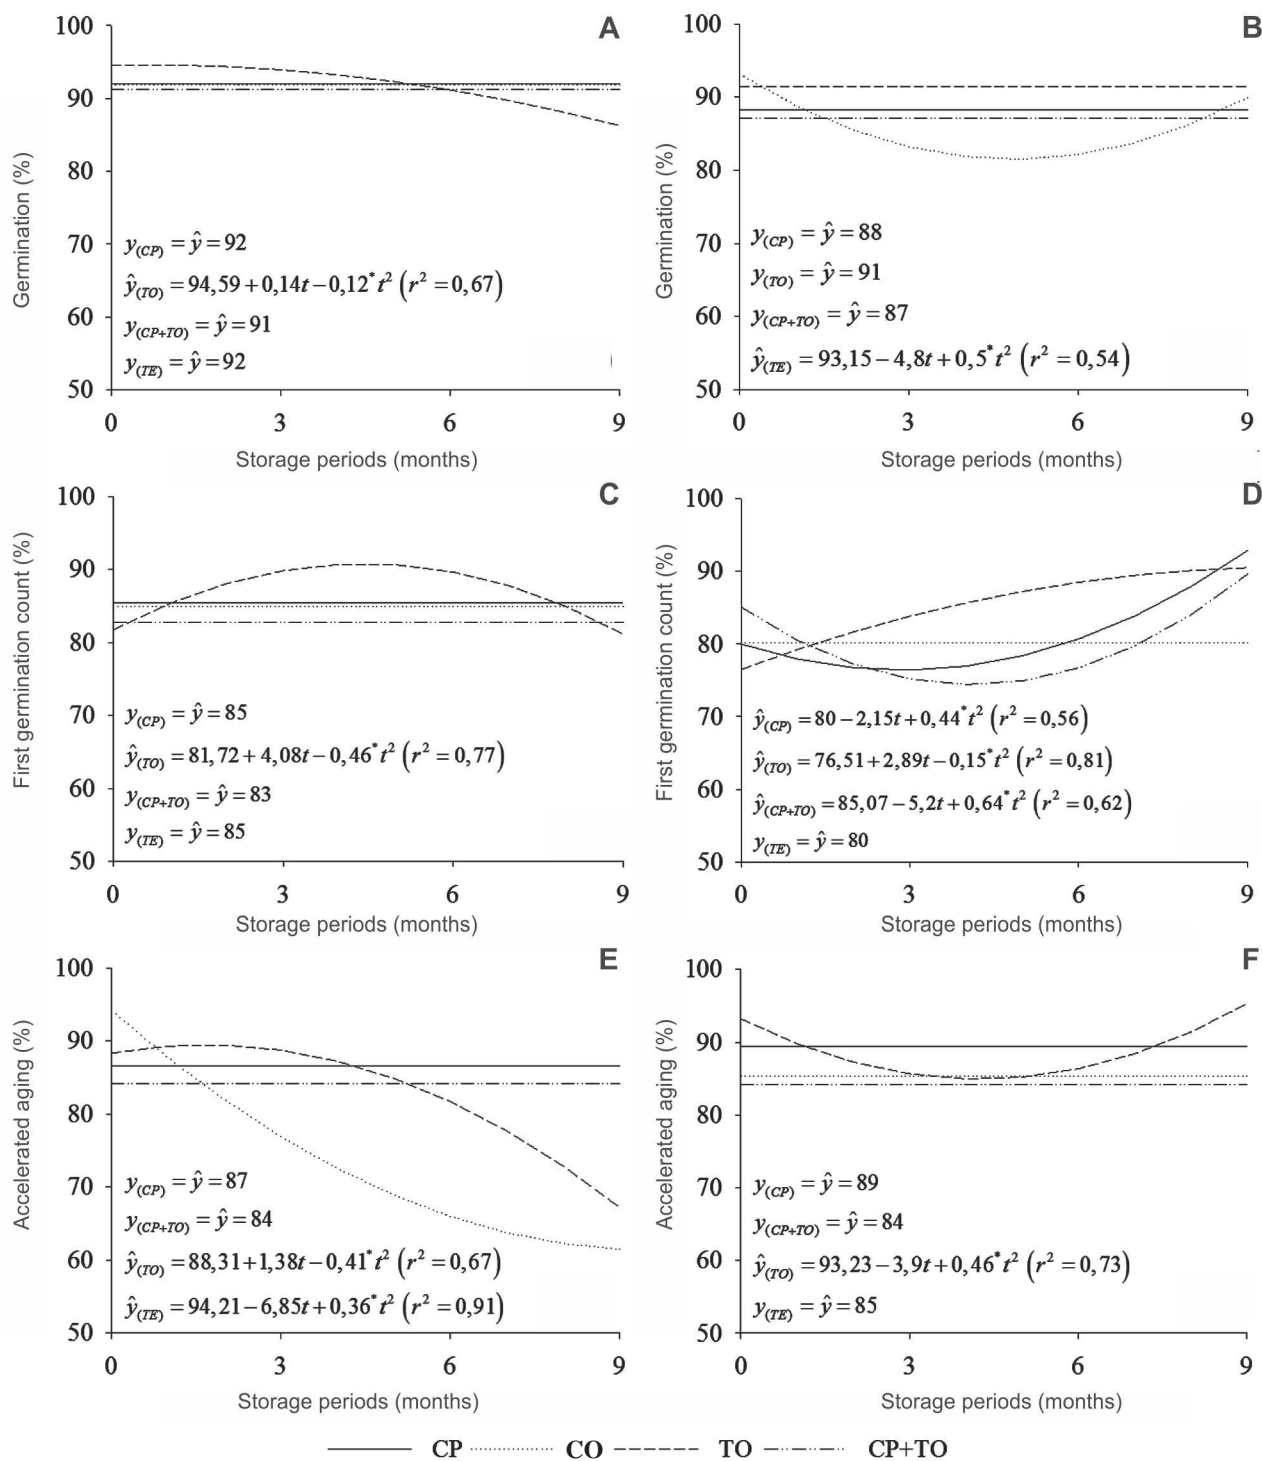 A
Germination (%)
100
90
80
70
60
50
y(CP) = ŷ = 92
ŷ(TO) = 94,59 + 0,14t − 0,12*t² (r² = 0,67)
y(CP+TO) = ŷ = 91
y(TE) = ŷ = 92
0 3 6 9
Storage periods (months)
B
Germination (%)
100
90
80
70
60
50
y(CP) = ŷ = 88
y(TO) = ŷ = 91
y(CP+TO) = ŷ = 87
ŷ(TE) = 93,15 − 4,8t + 0,5*t² (r² = 0,54)
0 3 6 9
Storage periods (months)
C
First germination count (%)
100
90
80
70
60
50
y(CP) = ŷ = 85
ŷ(TO) = 81,72 + 4,08t − 0,46*t² (r² = 0,77)
y(CP+TO) = ŷ = 83
y(TE) = ŷ = 85
0 3 6 9
Storage periods (months)
D
First germination count (%)
100
90
80
70
60
50
ŷ(CP) = 80 − 2,15t + 0,44*t² (r² = 0,56)
ŷ(TO) = 76,51 + 2,89t − 0,15*t² (r² = 0,81)
ŷ(CP+TO) = 85,07 − 5,2t + 0,64*t² (r² = 0,62)
y(TE) = ŷ = 80
0 3 6 9
Storage periods (months)
E
Accelerated aging (%)
100
90
80
70
60
50
y(CP) = ŷ = 87
y(CP+TO) = ŷ = 84
ŷ(TO) = 88,31 + 1,38t − 0,41*t² (r² = 0,67)
ŷ(TE) = 94,21 − 6,85t + 0,36*t² (r² = 0,91)
0 3 6 9
Storage periods (months)
F
Accelerated aging (%)
100
90
80
70
60
50
y(CP) = ŷ = 89
y(CP+TO) = ŷ = 84
ŷ(TO) = 93,23 − 3,9t + 0,46*t² (r² = 0,73)
y(TE) = ŷ = 85
0 3 6 9
Storage periods (months)
CP CO TO CP+TO